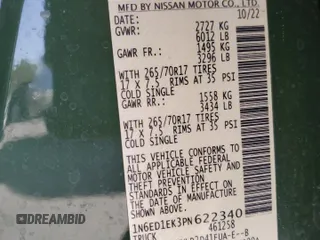 MFD BY NISSAN MOTOR CO., LTD.
DATE: 10/22
GVWR: 2727 KG
6012 LB
GAWR FR.: 1495 KG
3296 LB
WITH 265/70R17 TIRES
17 X 7.5 RIMS AT 35 PSI
COLD SINGLE
GAWR RR.: 1558 KG
3434 LB
WITH 265/70R17 TIRES
17 X 7.5 RIMS AT 35 PSI
COLD SINGLE
THIS VEHICLE CONFORMS TO
ALL APPLICABLE FEDERAL
MOTOR VEHICLE SAFETY AND
THEFT PREVENTION STANDARDS
IN EFFECT ON THE DATE OF
MANUFACTURE SHOWN ABOVE.
1N6ED1EK3PN622340
TRUCK 461258
DREAMBID